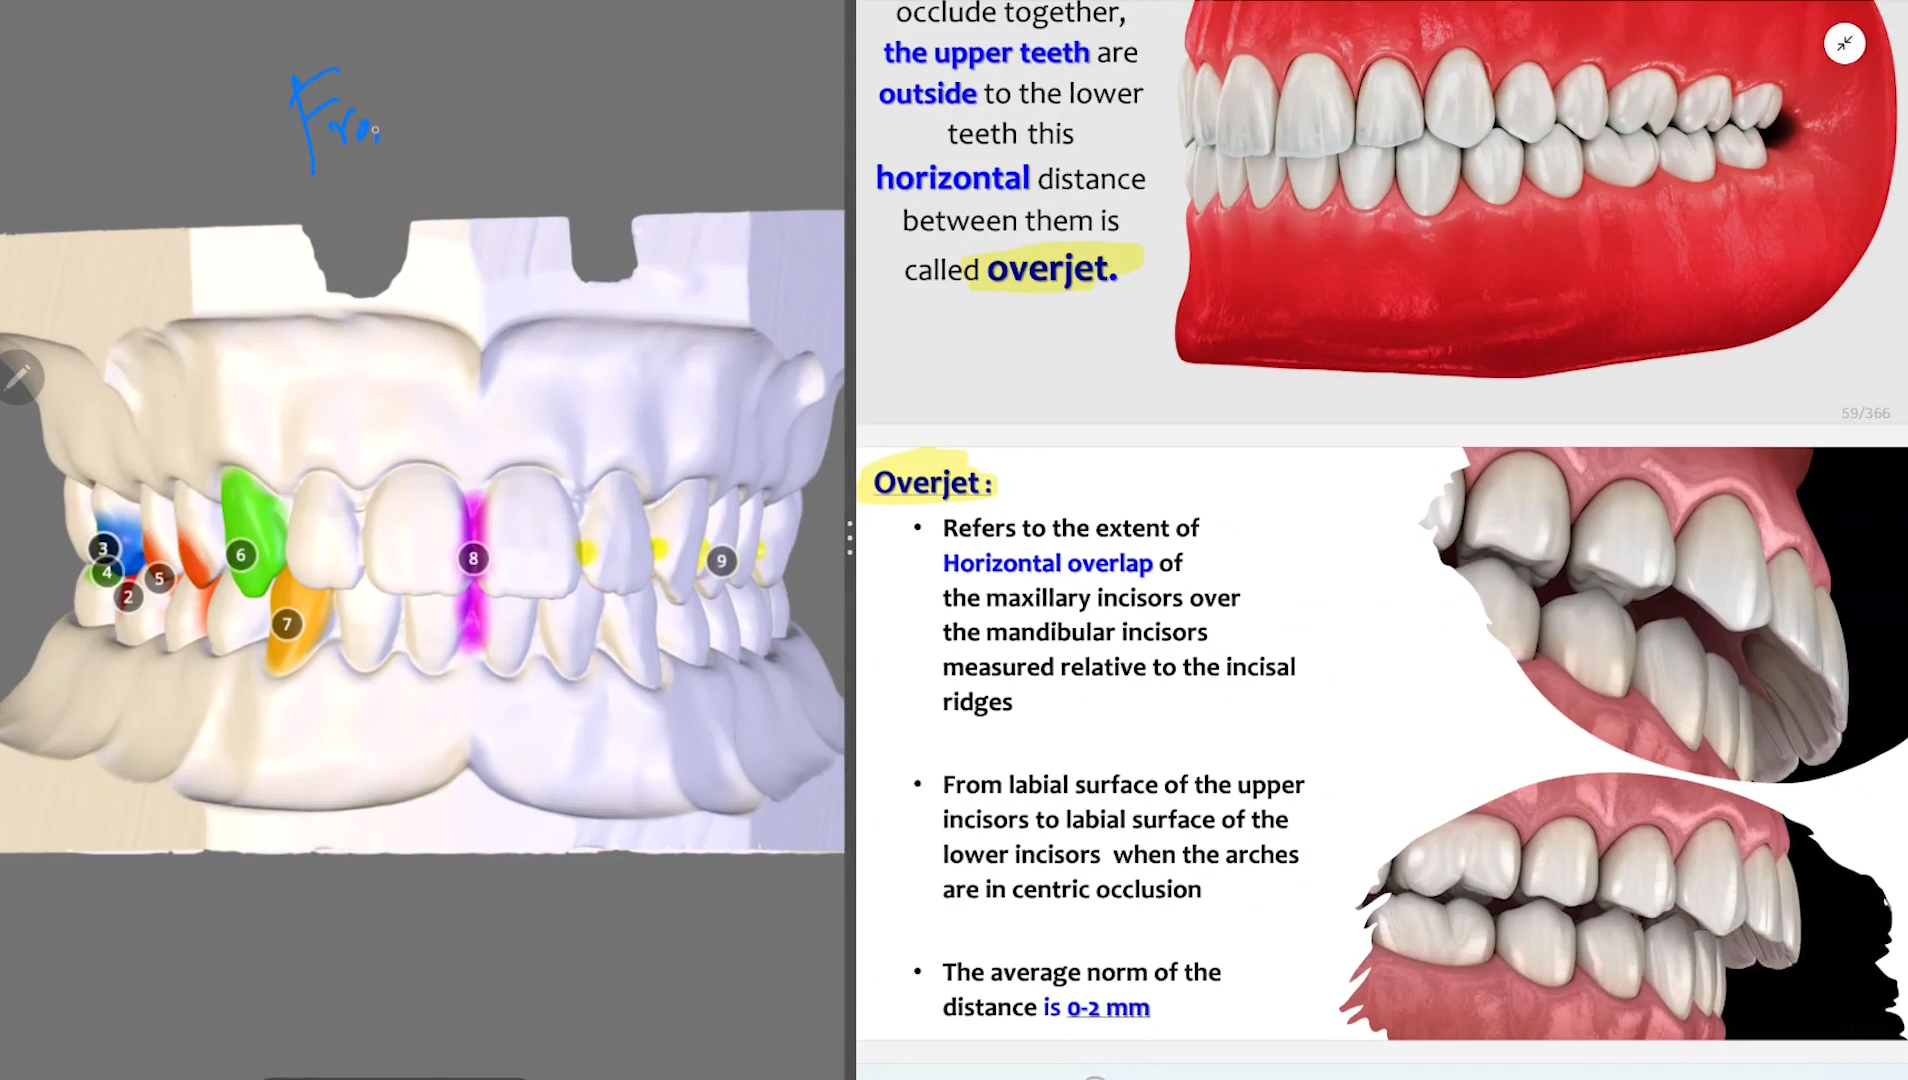 Fro
3
4
2
5
6
7
8
9
occlude together,
the upper teeth are
outside to the lower
teeth this
horizontal distance
between them is
called overjet.
59/366
Overjet :
• Refers to the extent of
Horizontal overlap of
the maxillary incisors over
the mandibular incisors
measured relative to the incisal
ridges
• From labial surface of the upper
incisors to labial surface of the
lower incisors when the arches
are in centric occlusion
• The average norm of the
distance is 0-2 mm